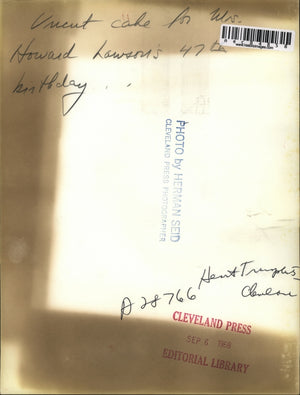 Uncut cake for Mrs.
Howard Lawson's 47th
birthday . . .
PHOTO by HERMAN SEID
CLEVELAND PRESS PHOTOGRAPHER
A 28766
CLEVELAND PRESS
SEP 6 1968
EDITORIAL LIBRARY